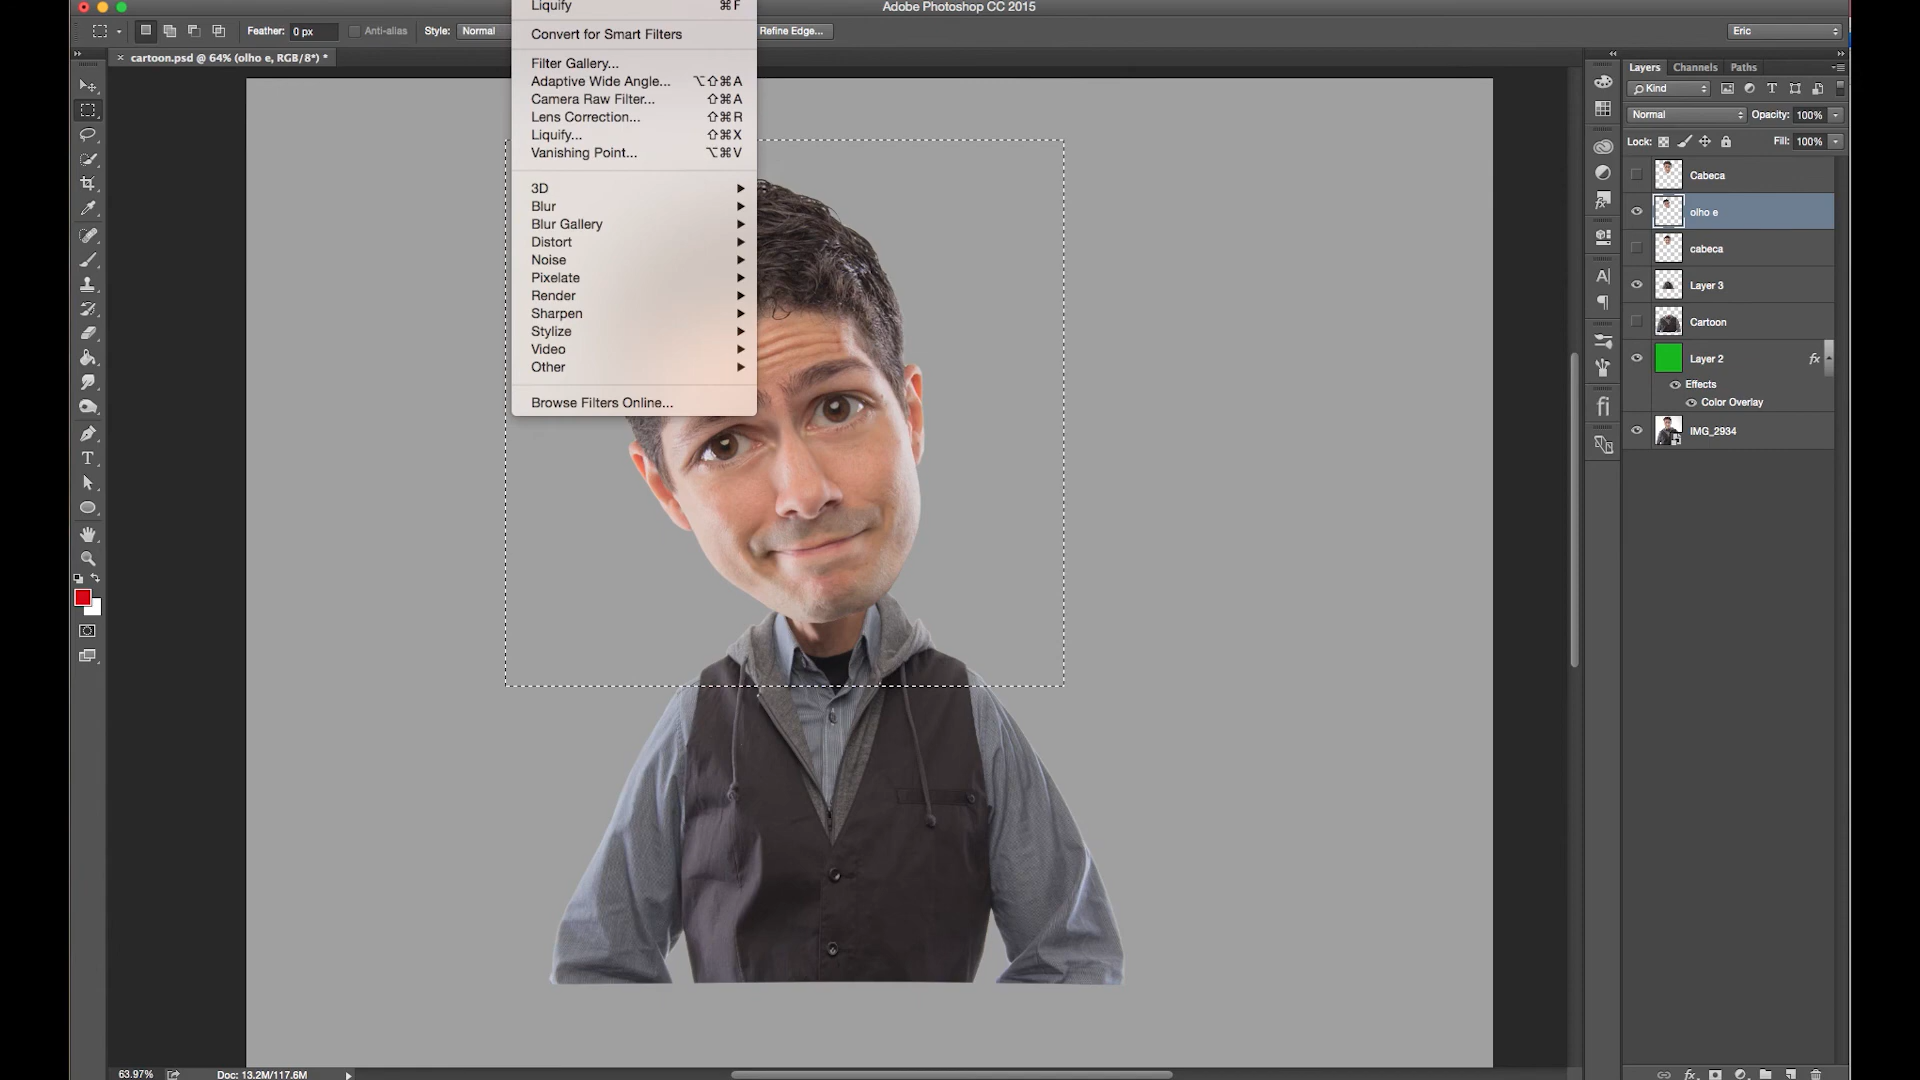 Adobe Photoshop CC 2015
Feather: 0 px
Anti-alias
Style: Normal
Refine Edge...
Eric
cartoon.psd @ 64% (olho e, RGB/8*) *
Liquify ⌘F
Convert for Smart Filters
Filter Gallery...
Adaptive Wide Angle... ⌥⇧⌘A
Camera Raw Filter... ⇧⌘A
Lens Correction... ⇧⌘R
Liquify... ⇧⌘X
Vanishing Point... ⌥⌘V
3D
Blur
Blur Gallery
Distort
Noise
Pixelate
Render
Sharpen
Stylize
Video
Other
Browse Filters Online...
Layers Channels Paths
Kind
Normal Opacity: 100%
Lock: Fill: 100%
Cabeca
olho e
cabeca
Layer 3
Cartoon
Layer 2 fx
Effects
Color Overlay
IMG_2934
63.97% Doc: 13.2M/117.6M